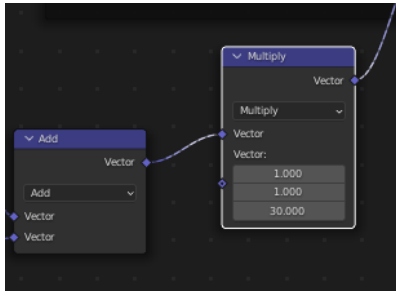 Multiply
Vector
Multiply
Vector
Vector:
1.000
1.000
30.000
Add
Vector
Add
Vector
Vector